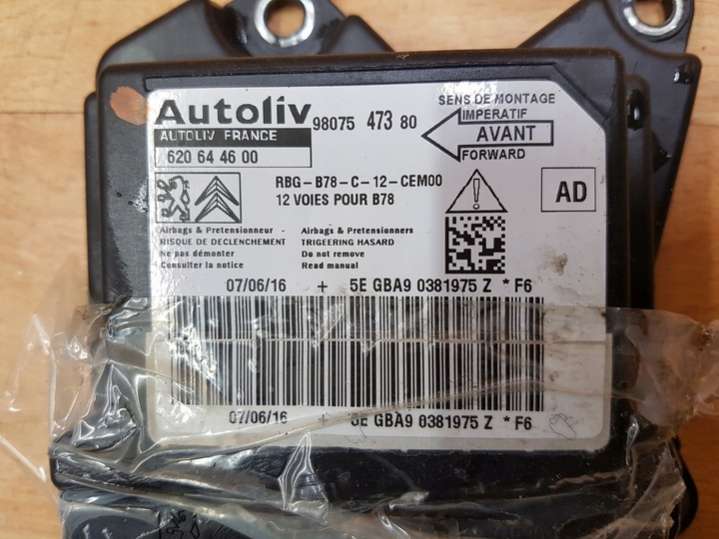 Autoliv
AUTOLIV FRANCE
620 64 46 00
98075 473 80
SENS DE MONTAGE
IMPERATIF
AVANT
FORWARD
RBG-B78-C-12-CEM00
12 VOIES POUR B78
AD
Airbags & Pretensionneur -
RISQUE DE DECLENCHEMENT
Ne pas démonter
Consulter la notice
Airbags & Pretensioners
TRIGEERING HASARD
Do not remove
Read manual
07/06/16 + 5E GBA9 0381975 Z * F6
07/06/16 + 5E GBA9 0381975 Z * F6